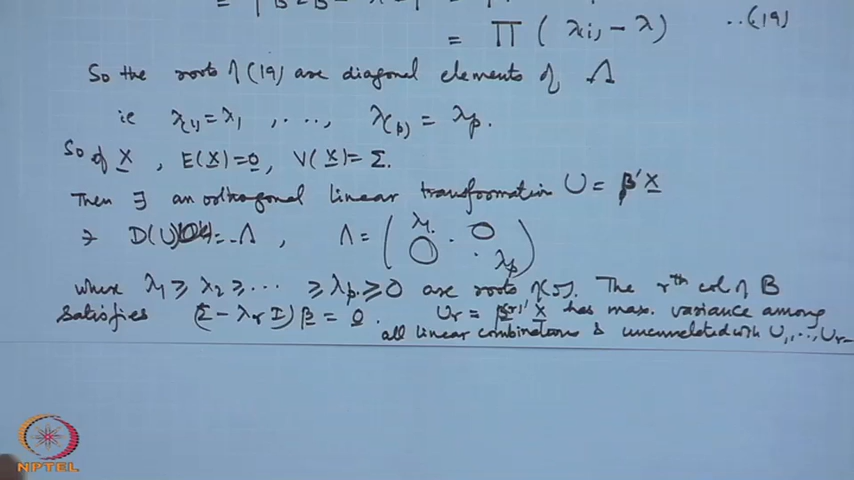 = | B'ΣB - λ
= Π ( λ(i) - λ )   ..(19)
So the roots of (19) are diagonal elements of Λ
ie λ(1) = λ1 , ..., λ(p) = λp.
So of X , E(X)=0, V(X)= Σ.
Then ∃ an orthogonal linear transformation U = β'X
∋ D(U) = Λ , Λ = ( λ1 . O O . λp )
where λ1 ≥ λ2 ≥ ... ≥ λp ≥ 0 are roots of (5). The rth col of B
satisfies (Σ - λr I) β = 0 . Ur = β(r)' X has max. variance among
all linear combinations & uncorrelated with U1, ..., Ur-
NPTEL